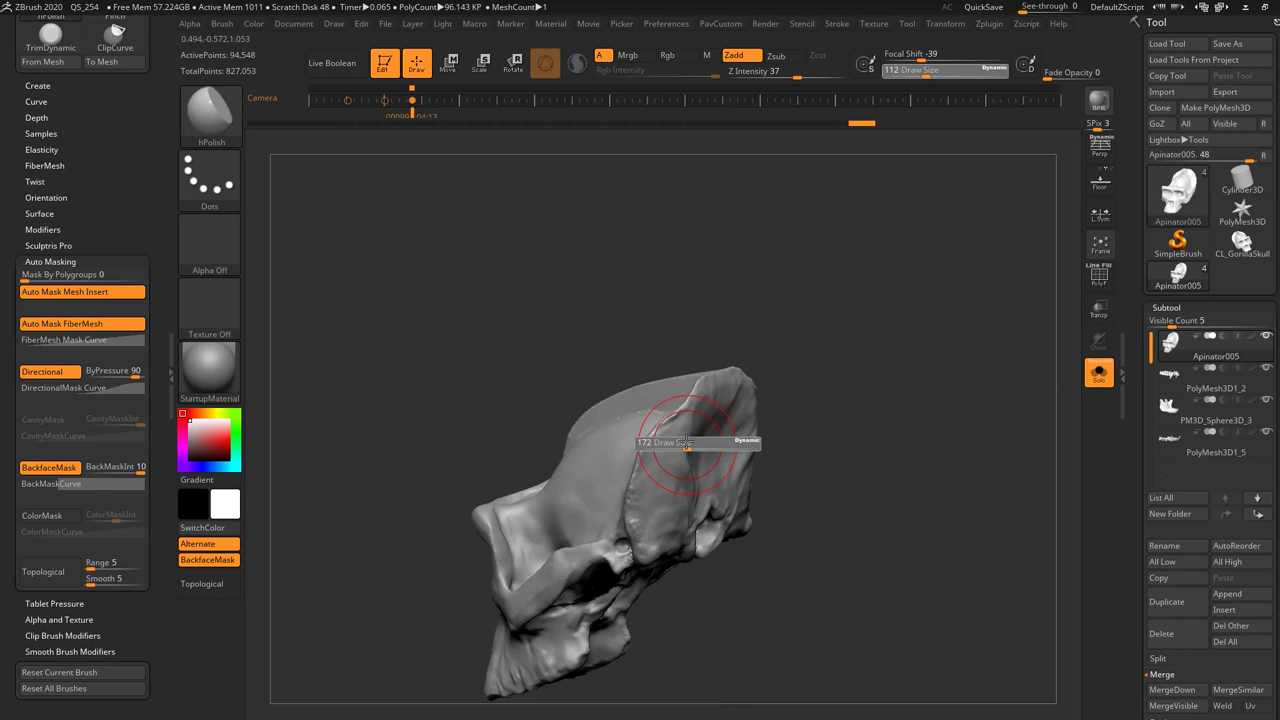 ZBrush 2020 QS_254 • Free Mem 57.224GB • Active Mem 1011 • Scratch Disk 48 • Timer▸0.065 • PolyCount▸96.143 KP • MeshCount▸1
QuickSave
See-through 0
DefaultZScript
Alpha Brush Color Document Draw Edit File Layer Light Macro Marker Material Movie Picker Preferences PavCustom Render Stencil Stroke Texture Tool Transform Zplugin Zscript Help
0.494,-0.572,1.053
ActivePoints: 94,548
TotalPoints: 827,053
Live Boolean
Edit
Draw
Move
Scale
Rotate
A
Mrgb
Rgb
M
Rgb Intensity
Zadd
Zsub
Zcut
Z Intensity 37
S
Focal Shift -39
112 Draw Size
Dynamic
D
Fade Opacity 0
Camera
04:13
Pinch
TrimDynamic
ClipCurve
From Mesh
To Mesh
Create
Curve
Depth
Samples
Elasticity
FiberMesh
Twist
Orientation
Surface
Modifiers
Sculptris Pro
Auto Masking
Mask By Polygroups 0
Auto Mask Mesh Insert
Auto Mask FiberMesh
FiberMesh Mask Curve
Directional
ByPressure 90
DirectionalMask Curve
CavityMask
CavityMaskInt
CavityMaskCurve
BackfaceMask
BackMaskInt 10
BackMaskCurve
ColorMask
ColorMaskInt
ColorMaskCurve
Topological
Range 5
Smooth 5
Tablet Pressure
Alpha and Texture
Clip Brush Modifiers
Smooth Brush Modifiers
Reset Current Brush
Reset All Brushes
hPolish
Dots
Alpha Off
Texture Off
StartupMaterial
Gradient
SwitchColor
Alternate
BackfaceMask
Topological
172 Draw Size
Dynamic
BPR
SPix 3
Dynamic
Persp
Floor
L.Sym
Frame
Line Fill
PolyF
Transp
Ghost
Dynamic
Solo
Tool
Load Tool
Save As
Load Tools From Project
Copy Tool
Paste Tool
Import
Export
Clone
Make PolyMesh3D
GoZ
All
Visible
R
Lightbox▸Tools
Apinator005. 48
R
4
Apinator005
Cylinder3D
PolyMesh3D
SimpleBrush
CL_GorillaSkull
4
Apinator005
Subtool
Visible Count 5
Apinator005
PolyMesh3D1_2
PM3D_Sphere3D_3
PolyMesh3D1_5
List All
New Folder
Rename
AutoReorder
All Low
All High
Copy
Paste
Duplicate
Append
Insert
Delete
Del Other
Del All
Split
Merge
MergeDown
MergeSimilar
MergeVisible
Weld
Uv